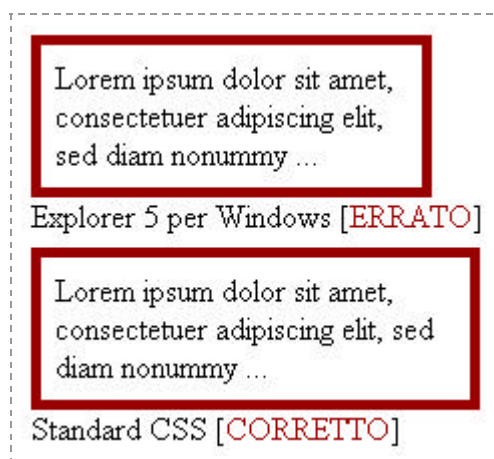 Lorem ipsum dolor sit amet,
consectetuer adipiscing elit,
sed diam nonummy ...
Explorer 5 per Windows [ERRATO]
Lorem ipsum dolor sit amet,
consectetuer adipiscing elit, sed
diam nonummy ...
Standard CSS [CORRETTO]